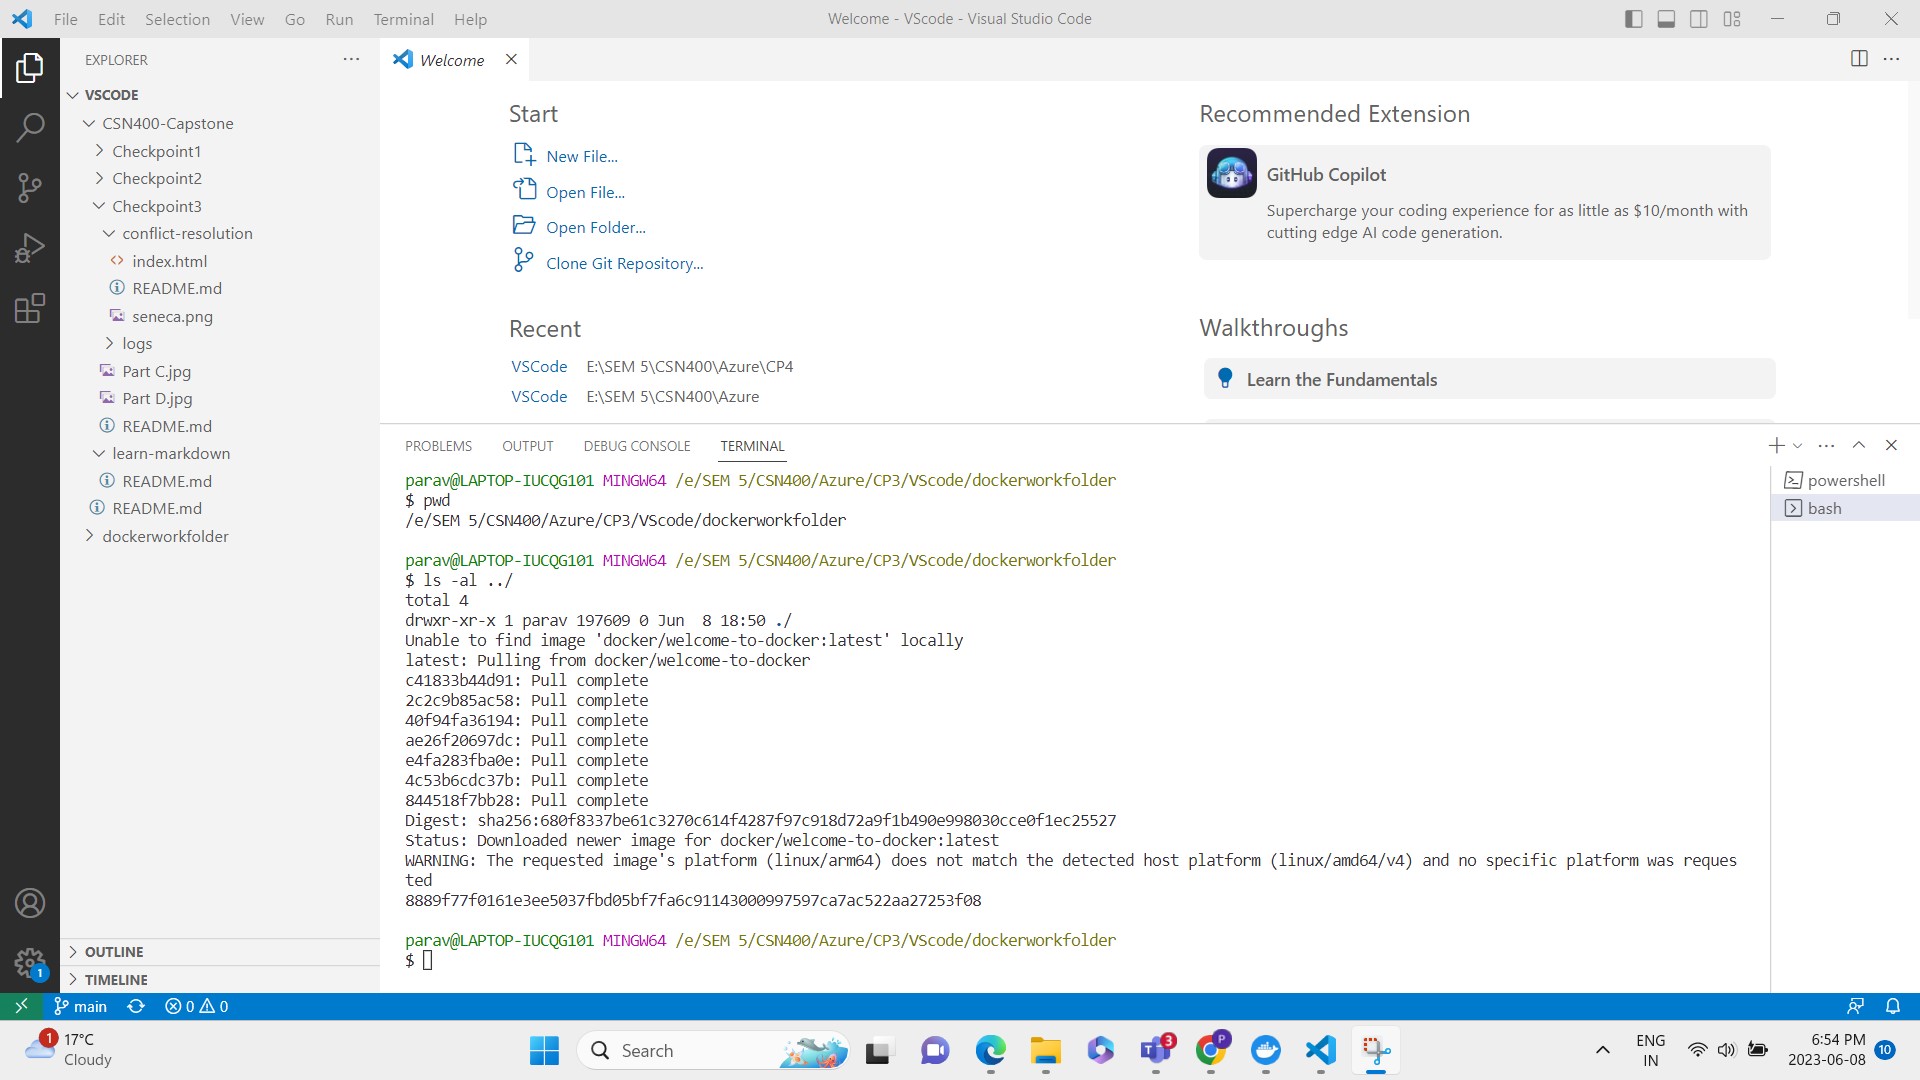 File Edit Selection View Go Run Terminal Help
Welcome - VScode - Visual Studio Code
EXPLORER
VSCODE
CSN400-Capstone
Checkpoint1
Checkpoint2
Checkpoint3
conflict-resolution
index.html
README.md
seneca.png
logs
Part C.jpg
Part D.jpg
README.md
learn-markdown
README.md
README.md
dockerworkfolder
OUTLINE
TIMELINE
Welcome
Start
New File...
Open File...
Open Folder...
Clone Git Repository...
Recent
VSCode E:\SEM 5\CSN400\Azure\CP4
VSCode E:\SEM 5\CSN400\Azure
Recommended Extension
GitHub Copilot
Supercharge your coding experience for as little as $10/month with
cutting edge AI code generation.
Walkthroughs
Learn the Fundamentals
PROBLEMS OUTPUT DEBUG CONSOLE TERMINAL
parav@LAPTOP-IUCQG101 MINGW64 /e/SEM 5/CSN400/Azure/CP3/VScode/dockerworkfolder
$ pwd
/e/SEM 5/CSN400/Azure/CP3/VScode/dockerworkfolder
parav@LAPTOP-IUCQG101 MINGW64 /e/SEM 5/CSN400/Azure/CP3/VScode/dockerworkfolder
$ ls -al ../
total 4
drwxr-xr-x 1 parav 197609 0 Jun  8 18:50 ./
Unable to find image 'docker/welcome-to-docker:latest' locally
latest: Pulling from docker/welcome-to-docker
c41833b44d91: Pull complete
2c2c9b85ac58: Pull complete
40f94fa36194: Pull complete
ae26f20697dc: Pull complete
e4fa283fba0e: Pull complete
4c53b6cdc37b: Pull complete
844518f7bb28: Pull complete
Digest: sha256:680f8337be61c3270c614f4287f97c918d72a9f1b490e998030cce0f1ec25527
Status: Downloaded newer image for docker/welcome-to-docker:latest
WARNING: The requested image's platform (linux/arm64) does not match the detected host platform (linux/amd64/v4) and no specific platform was reques
ted
8889f77f0161e3ee5037fbd05bf7fa6c91143000997597ca7ac522aa27253f08
parav@LAPTOP-IUCQG101 MINGW64 /e/SEM 5/CSN400/Azure/CP3/VScode/dockerworkfolder
$
powershell
bash
1
main 0 0
1
17°C
Cloudy
Search
3
P
ENG
IN
6:54 PM
2023-06-08
10